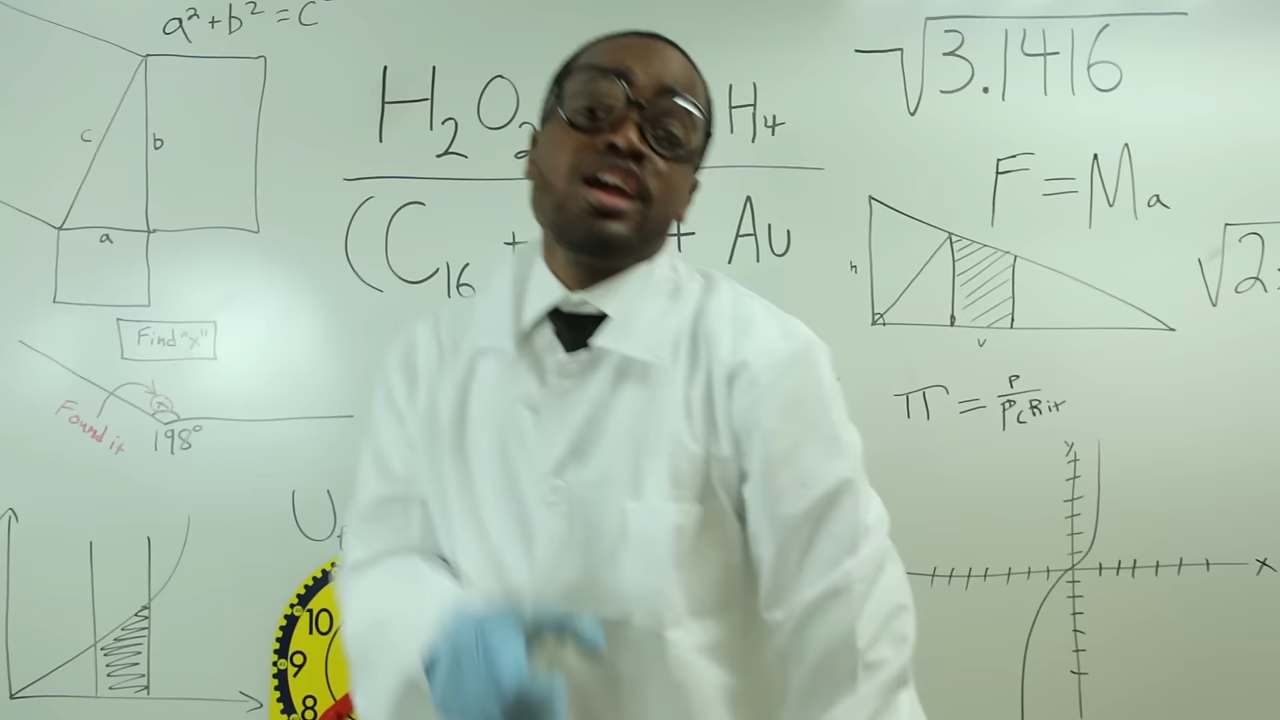 a² + b² = c
c
b
a
H₂O₂ H₄
(C₁₆ + + Au
√3.1416
F = Ma
h
v
√2
Find "x"
x
Found it
198°
π = P / PcRit
y
x
U
10
9
8